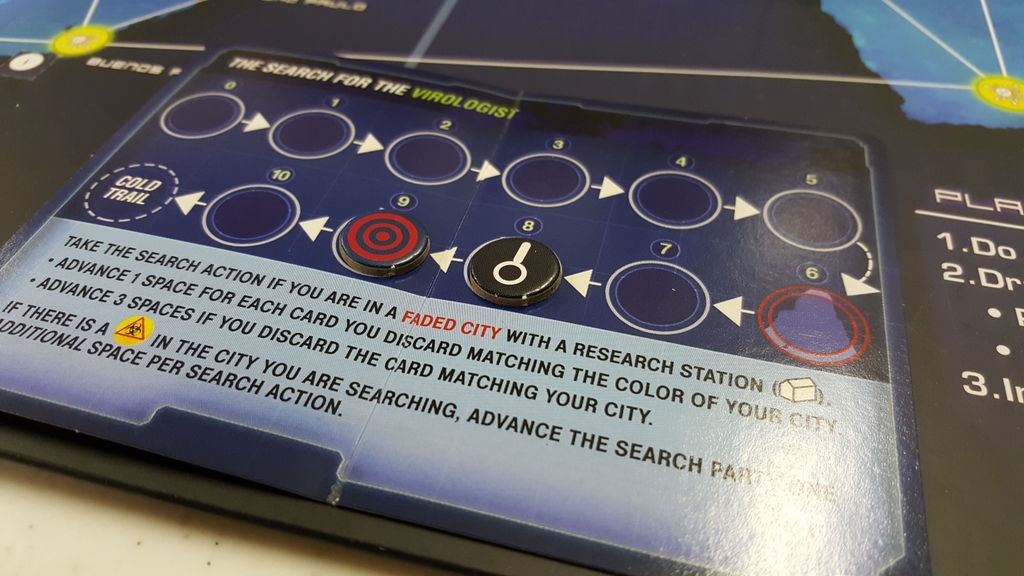 PAULO
BUENOS
THE SEARCH FOR THE VIROLOGIST
0 1 2 3 4 5
COLD TRAIL 10 9 8 7 6
TAKE THE SEARCH ACTION IF YOU ARE IN A FADED CITY WITH A RESEARCH STATION ( ).
• ADVANCE 1 SPACE FOR EACH CARD YOU DISCARD MATCHING THE COLOR OF YOUR CITY.
• ADVANCE 3 SPACES IF YOU DISCARD THE CARD MATCHING YOUR CITY.
IF THERE IS A IN THE CITY YOU ARE SEARCHING, ADVANCE THE SEARCH PARTY ONE
ADDITIONAL SPACE PER SEARCH ACTION.
PLA
1.Do
2.Dr
3.In